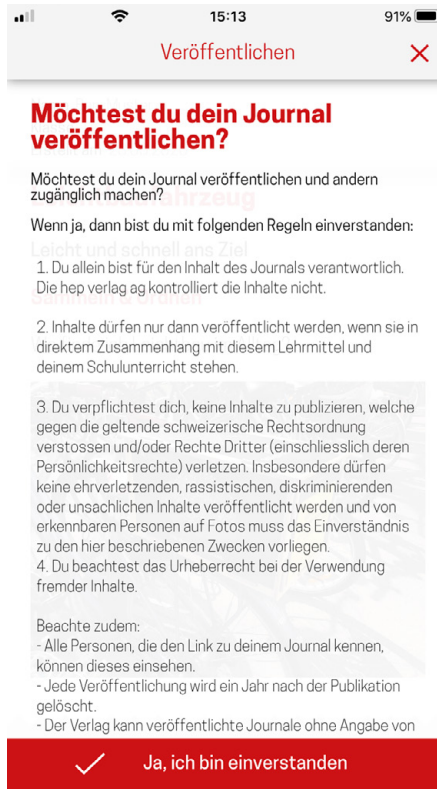 15:13
91%
Veröffentlichen
Möchtest du dein Journal
veröffentlichen?
Möchtest du dein Journal veröffentlichen und andern
zugänglich machen?
Wenn ja, dann bist du mit folgenden Regeln einverstanden:
Leicht und schnell ans Ziel
1. Du allein bist für den Inhalt des Journals verantwortlich.
Die hep verlag ag kontrolliert die Inhalte nicht.
2. Inhalte dürfen nur dann veröffentlicht werden, wenn sie in
direktem Zusammenhang mit diesem Lehrmittel und
deinem Schulunterricht stehen.
3. Du verpflichtest dich, keine Inhalte zu publizieren, welche
gegen die geltende schweizerische Rechtsordnung
verstossen und/oder Rechte Dritter (einschliesslich deren
Persönlichkeitsrechte) verletzen. Insbesondere dürfen
keine ehrverletzenden, rassistischen, diskriminierenden
oder unsachlichen Inhalte veröffentlicht werden und von
erkennbaren Personen auf Fotos muss das Einverständnis
zu den hier beschriebenen Zwecken vorliegen.
4. Du beachtest das Urheberrecht bei der Verwendung
fremder Inhalte.
Beachte zudem:
- Alle Personen, die den Link zu deinem Journal kennen,
können dieses einsehen.
- Jede Veröffentlichung wird ein Jahr nach der Publikation
gelöscht.
- Der Verlag kann veröffentlichte Journale ohne Angabe von
Ja, ich bin einverstanden